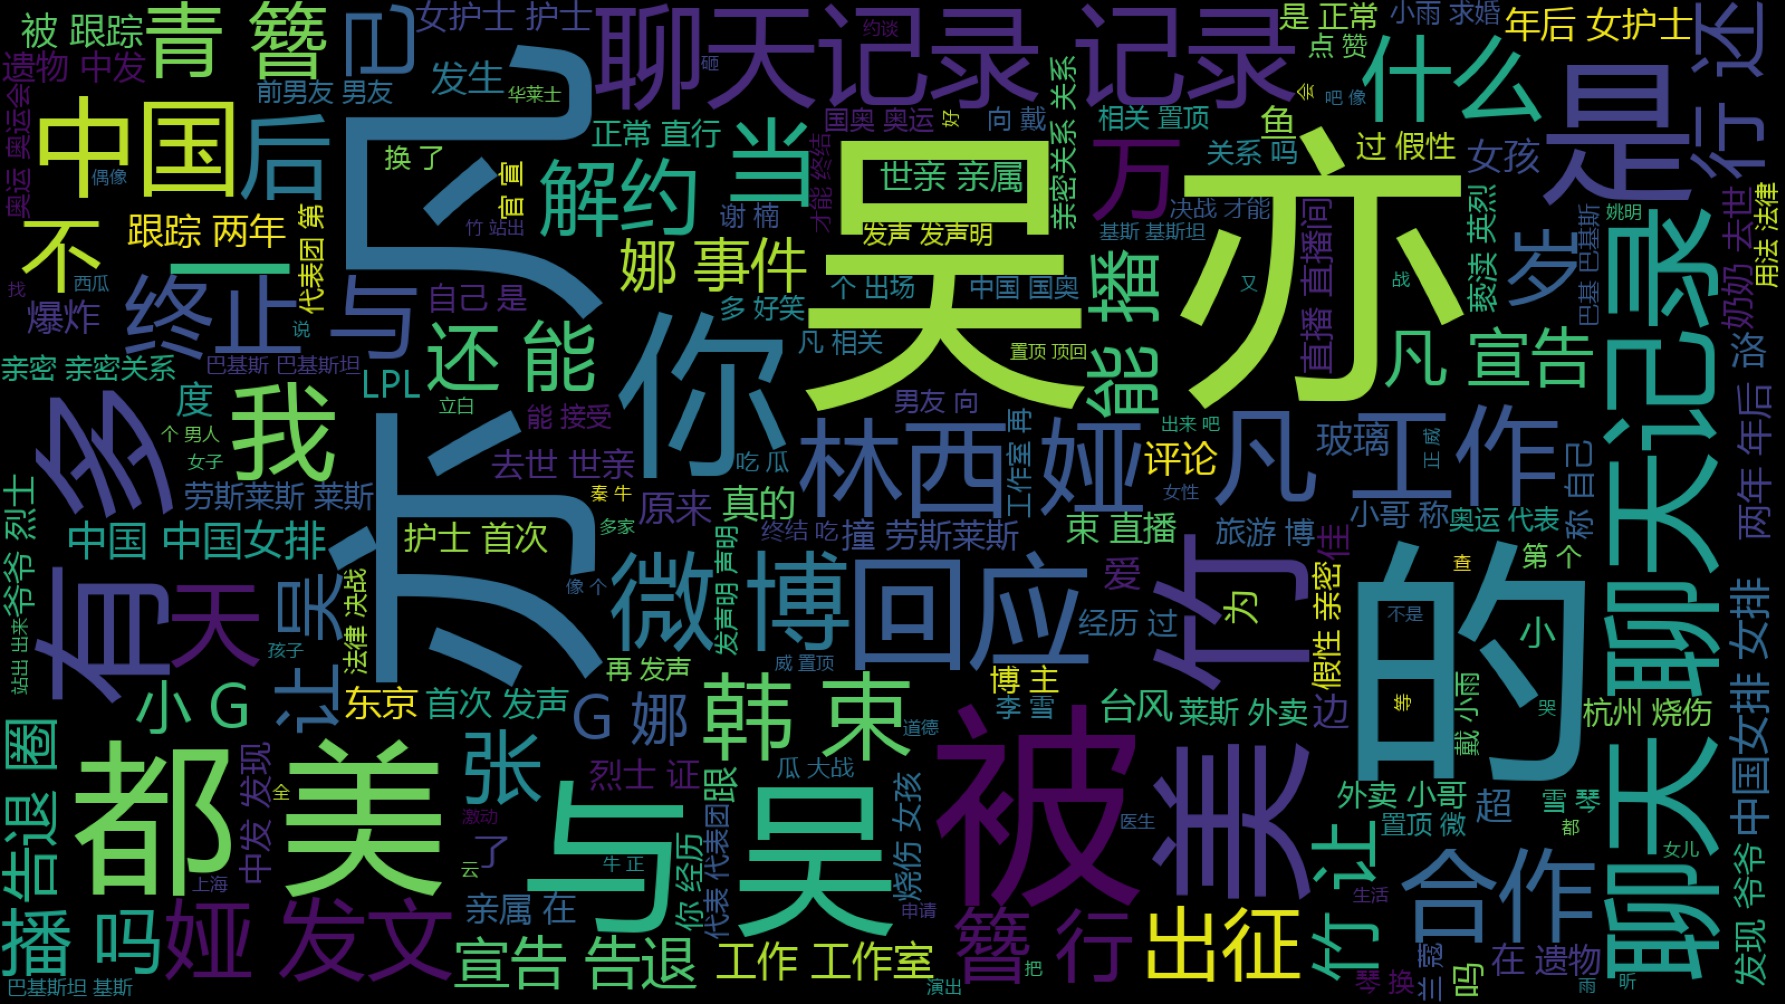 被 跟踪
青 簪
已
女护士 护士
聊天记录 记录
约谈
是 正常
小雨 求婚
年后 女护士
还
遗物 中发
前男友 男友
发生
华莱士
砸
点 赞
什么
是
行
奥运 奥运会
中国
偶像
后
凡
换 了
官 宣
正常 直行
解约
当
国奥 奥运
好
向 戴
会
吧 像
相关 置顶
鱼
关系 吗
过 假性
女孩
亲密关系 关系
万
吴 亦
世亲 亲属
才能 终结
谢 楠
决战 才能
基斯 基斯坦
姚明
用法 法律
奶奶 去世
不
跟踪 两年
一
代表团 第
竹 站出
娜 事件
发声 发声明
个 出场
中国 国奥
直播 直播间
又
战
亵渎 英烈
岁
巴基 巴基斯
找
西瓜
爆炸
终止 与
说
自己 是
多 好笑
凡 相关
置顶 顶回
能 播
凡 宣告
洛
亲密 亲密关系
巴基斯 巴基斯坦
LPL
还 能
你
聊天 聊天记录
度
我
立白
能 接受
男友 向
出来 吧
多
个 男人
女子
亦
去世 世亲
吃 瓜
林西 娅
工作室 再
评论
凡 工作
玻璃
正 威
称 自己
两年 年后
爷爷 烈士
劳斯莱斯 莱斯
秦 牛
多家
原来
真的
女性
小哥 称
奥运 代表
中国 中国女排
护士 首次
终结 吃
撞 劳斯莱斯
束 直播
旅游 博
佳
查
第 个
有
天
吴
法律 决战
像 个
微 博
发声明 声明
回应
爱
竹
为
经历 过
假性 亲密
的
不是
小
中国女排 女排
站出 出来
孩子
让
再 发声
威 置顶
博 主
小 G
东京
首次 发声
G 娜
韩 束
道德
李 雪
台风
莱斯 外卖
边
等
戴 小雨
哭
杭州 烧伤
告退 圈
都 美
中发 发现
全
张
激动
烈士 证
跟
瓜 大战
被
美
外卖 小哥
超
雪 琴
置顶 微
都
了
云
与 吴
牛 正
你 经历
代表 代表团
烧伤 女孩
医生
竹 让
合作
女儿
生活
上海
播 吗
娅 发文
亲属 在
申请
簪 行
出征
发现 爷爷
巴基斯坦 基斯
宣告 告退
工作 工作室
演出
把
琴 换
兰 蔻
吗
在 遗物
雨
昕